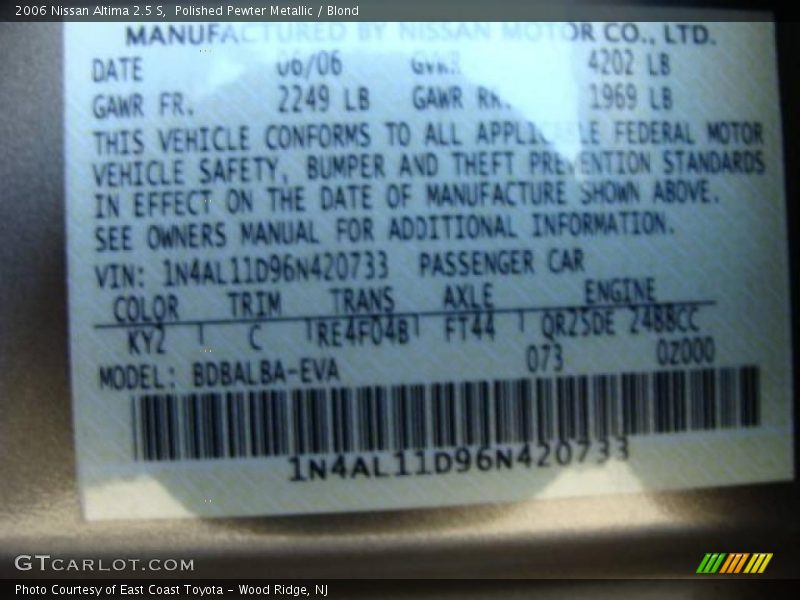 2006 Nissan Altima 2.5 S, Polished Pewter Metallic / Blond
MANUFACTURED BY NISSAN MOTOR CO., LTD.
DATE 06/06 GVWR 4202 LB
GAWR FR. 2249 LB GAWR RR. 1969 LB
THIS VEHICLE CONFORMS TO ALL APPLICABLE FEDERAL MOTOR
VEHICLE SAFETY, BUMPER AND THEFT PREVENTION STANDARDS
IN EFFECT ON THE DATE OF MANUFACTURE SHOWN ABOVE.
SEE OWNERS MANUAL FOR ADDITIONAL INFORMATION.
VIN: 1N4AL11D96N420733 PASSENGER CAR
COLOR TRIM TRANS AXLE ENGINE
KY2 C RE4F04B FT44 QR25DE 2488CC
MODEL: BDBALBA-EVA 073 0Z000
1N4AL11D96N420733
GTCARLOT.COM
Photo Courtesy of East Coast Toyota - Wood Ridge, NJ